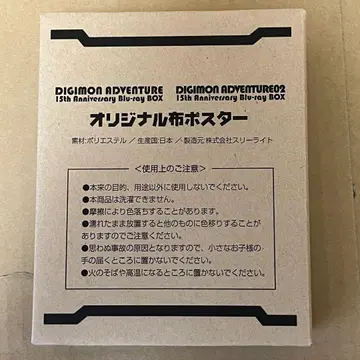 DIGIMON ADVENTURE DIGIMON ADVENTURE02
15th Anniversary Blu-ray BOX 15th Anniversary Blu-ray BOX
オリジナル布ポスター
素材:ポリエステル / 生産国:日本 / 製造元:株式会社スリーライト
<使用上のご注意>
●本来の目的、用途以外に使用しないでください。
●本商品は洗濯できません。
●摩擦により色落ちすることがあります。
●濡れたまま放置すると他のものに色移りすることが
ありますのでご注意ください。
●思わぬ事故の原因となりますので、小さなお子様の
手の届くところに置かないでください。
●火のそばや高温になるところに置かないでください。